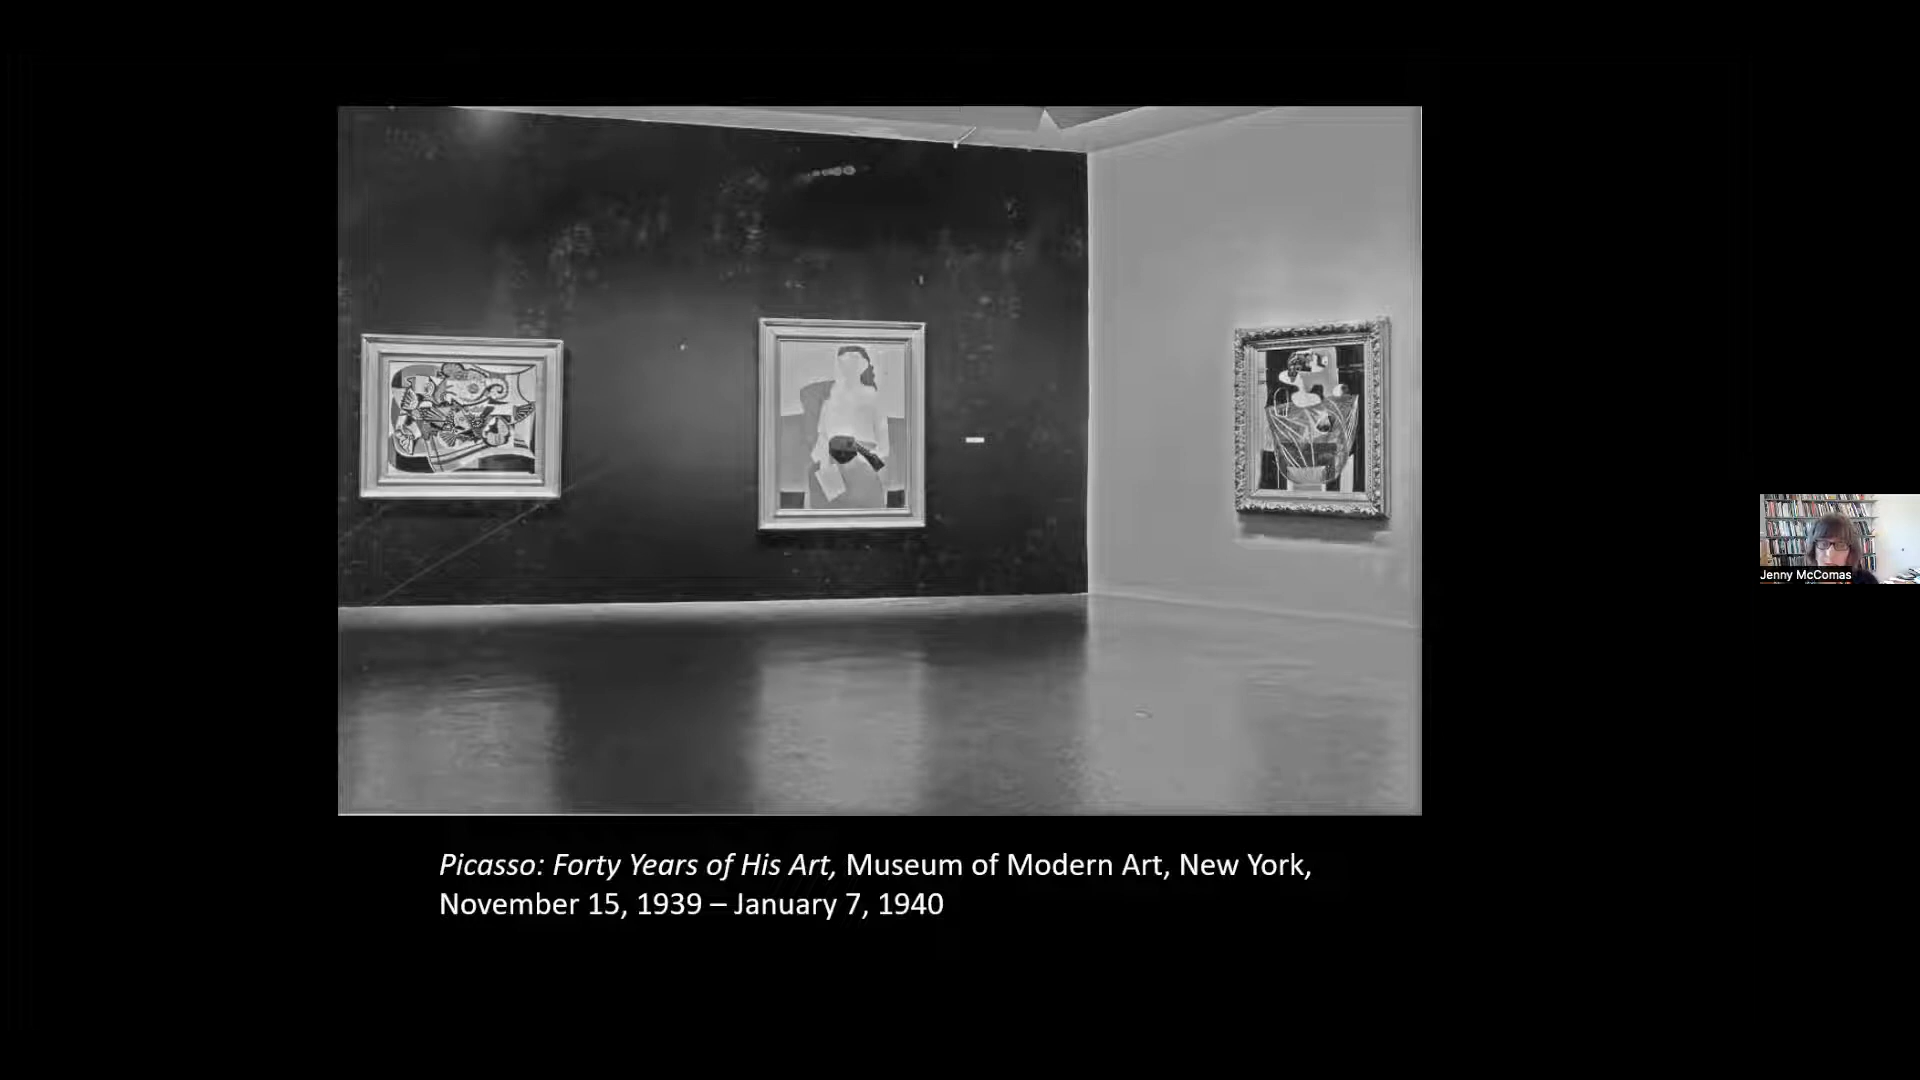 Picasso: Forty Years of His Art, Museum of Modern Art, New York,
November 15, 1939 – January 7, 1940
Jenny McComas